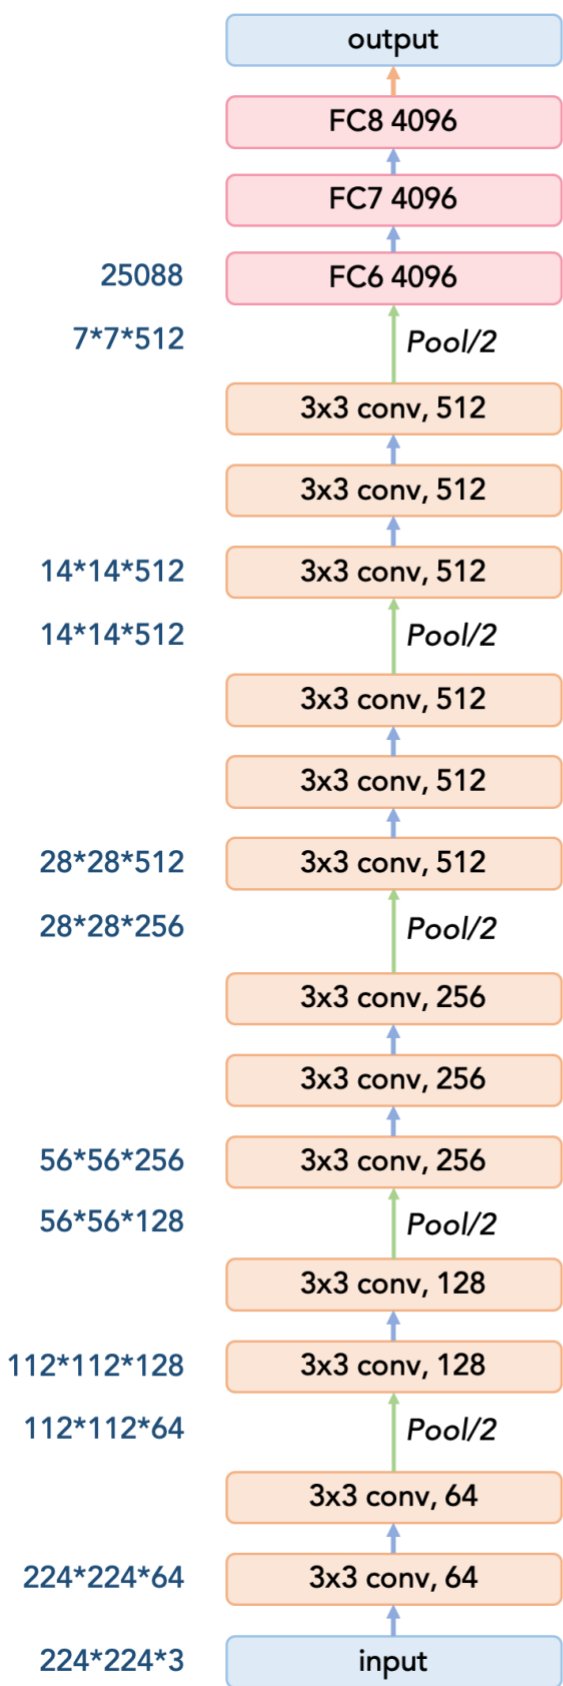 output
FC8 4096
FC7 4096
25088 FC6 4096
7*7*512 Pool/2
3x3 conv, 512
3x3 conv, 512
14*14*512 3x3 conv, 512
14*14*512 Pool/2
3x3 conv, 512
3x3 conv, 512
28*28*512 3x3 conv, 512
28*28*256 Pool/2
3x3 conv, 256
3x3 conv, 256
56*56*256 3x3 conv, 256
56*56*128 Pool/2
3x3 conv, 128
112*112*128 3x3 conv, 128
112*112*64 Pool/2
3x3 conv, 64
224*224*64 3x3 conv, 64
224*224*3 input